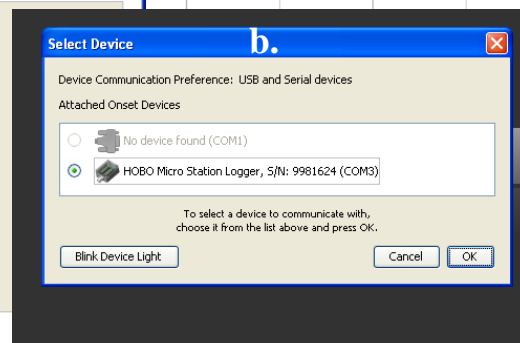 Select Device
b.
Device Communication Preference: USB and Serial devices
Attached Onset Devices
No device found (COM1)
HOBO Micro Station Logger, S/N: 9981624 (COM3)
To select a device to communicate with,
choose it from the list above and press OK.
Blink Device Light
Cancel
OK